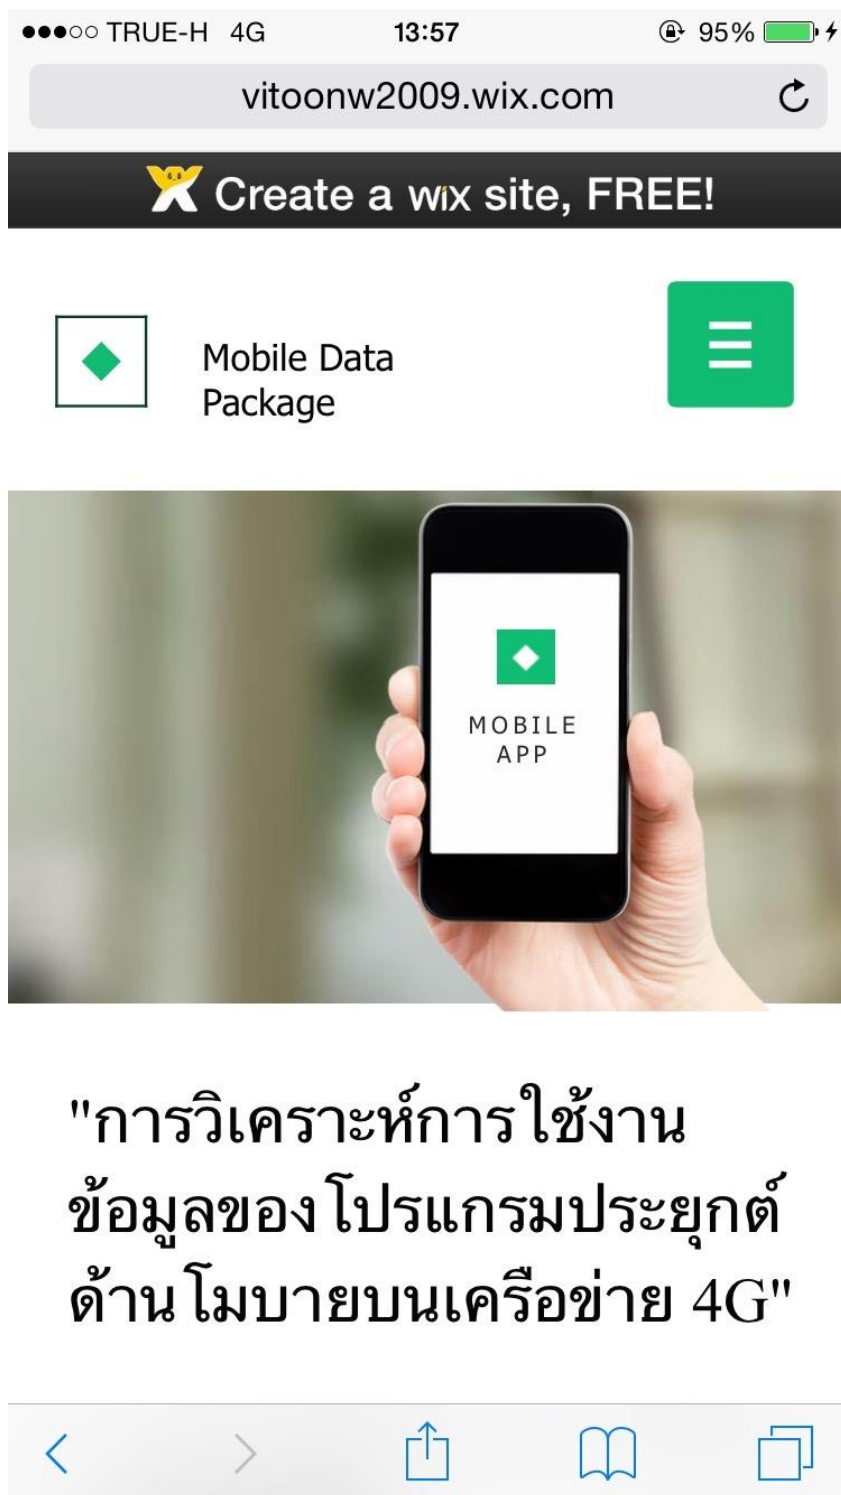 TRUE-H 4G 13:57 95%
vitoonw2009.wix.com
Create a wix site, FREE!
Mobile Data
Package
MOBILE
APP
"การวิเคราะห์การใช้งาน
ข้อมูลของโปรแกรมประยุกต์
ด้านโมบายบนเครือข่าย 4G"